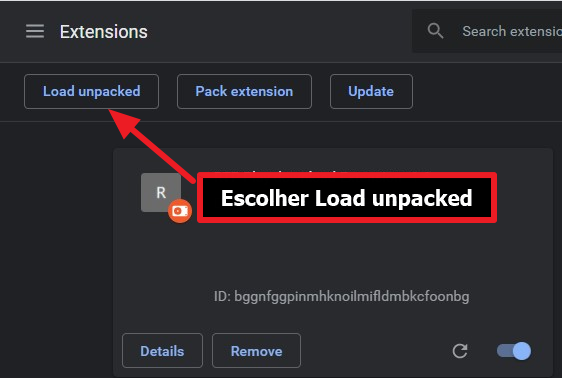 Extensions
Search extensio
Load unpacked
Pack extension
Update
R
Escolher Load unpacked
ID: bggnfggpinmhknoilmifldmbkcfoonbg
Details
Remove